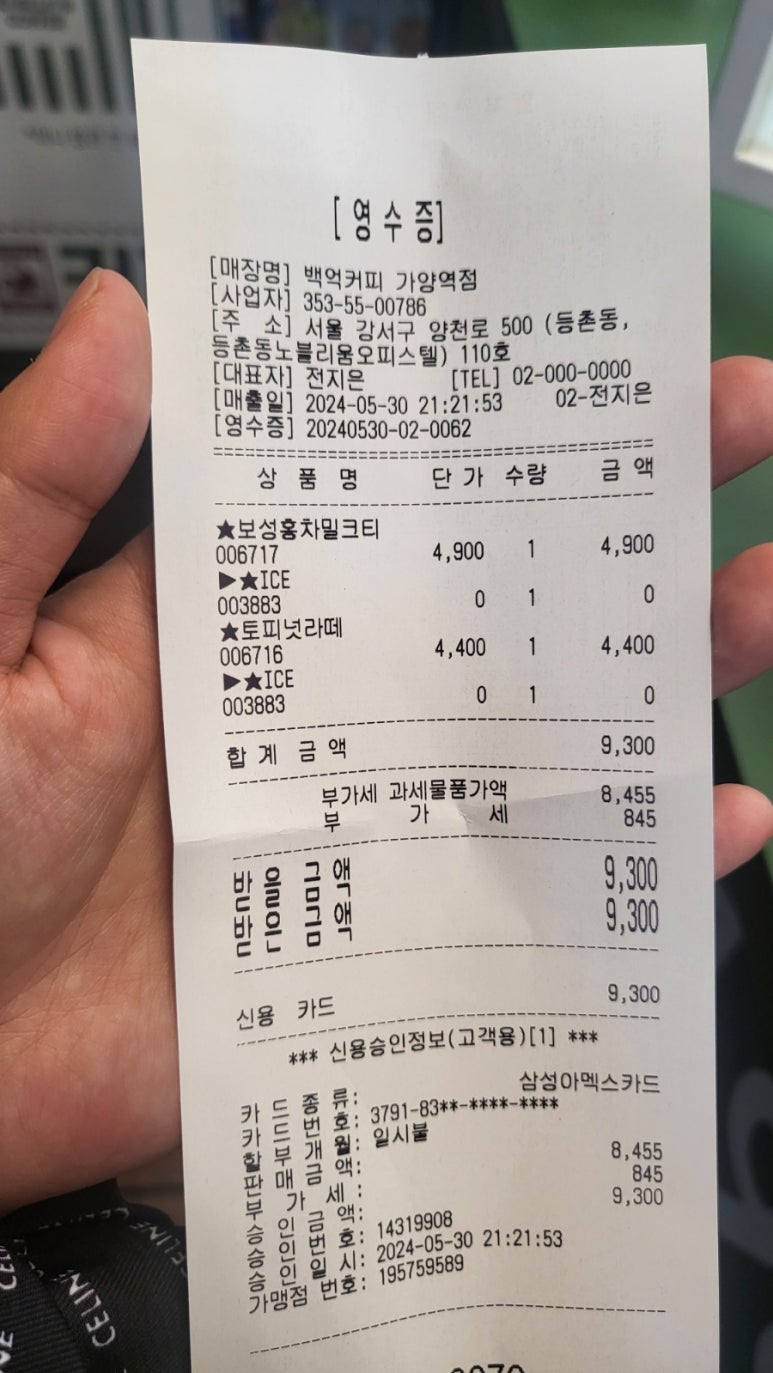 [영수증]
[매장명] 백억커피 가양역점
[사업자] 353-55-00786
[주 소] 서울 강서구 양천로 500 (등촌동,
등촌동노블리움오피스텔) 110호
[대표자] 전지은 [TEL] 02-000-0000
[매출일] 2024-05-30 21:21:53 02-전지은
[영수증] 20240530-02-0062
상 품 명 단 가 수량 금 액
★보성홍차밀크티
006717 4,900 1 4,900
▶★ICE
003883 0 1 0
★토피넛라떼
006716 4,400 1 4,400
▶★ICE
003883 0 1 0
합 계 금 액 9,300
부가세 과세물품가액 8,455
부 가 세 845
받 을 금 액 9,300
받 은 금 액 9,300
신용 카드 9,300
*** 신용승인정보(고객용)[1] ***
카 드 종 류: 삼성아멕스카드
카 드 번 호: 3791-83**-****-****
할 부 개 월: 일시불
판 매 금 액: 8,455
부 가 세 : 845
승 인 금 액: 9,300
승 인 번 호: 14319908
승 인 일 시: 2024-05-30 21:21:53
가맹점 번호: 195759589
CELINE
CELINE